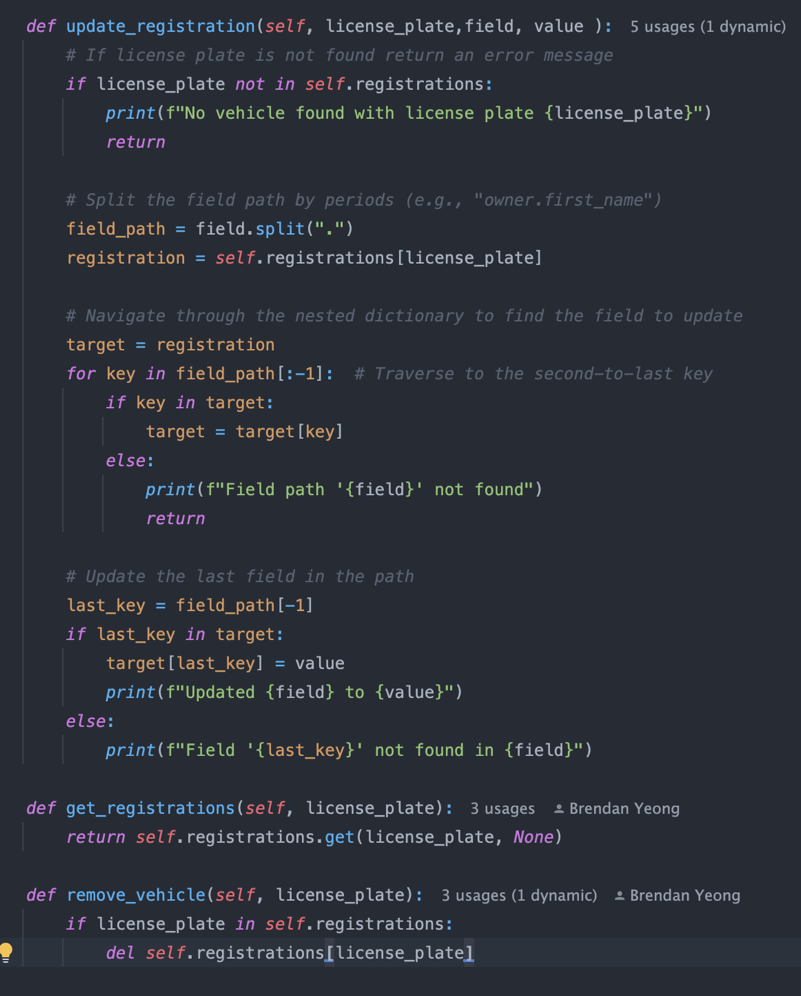 def update_registration(self, license_plate,field, value ):  5 usages (1 dynamic)
    # If license plate is not found return an error message
    if license_plate not in self.registrations:
        print(f"No vehicle found with license plate {license_plate}")
        return

    # Split the field path by periods (e.g., "owner.first_name")
    field_path = field.split(".")
    registration = self.registrations[license_plate]

    # Navigate through the nested dictionary to find the field to update
    target = registration
    for key in field_path[:-1]:  # Traverse to the second-to-last key
        if key in target:
            target = target[key]
        else:
            print(f"Field path '{field}' not found")
            return

    # Update the last field in the path
    last_key = field_path[-1]
    if last_key in target:
        target[last_key] = value
        print(f"Updated {field} to {value}")
    else:
        print(f"Field '{last_key}' not found in {field}")

def get_registrations(self, license_plate):  3 usages  Brendan Yeong
    return self.registrations.get(license_plate, None)

def remove_vehicle(self, license_plate):  3 usages (1 dynamic)  Brendan Yeong
    if license_plate in self.registrations:
        del self.registrations[license_plate]